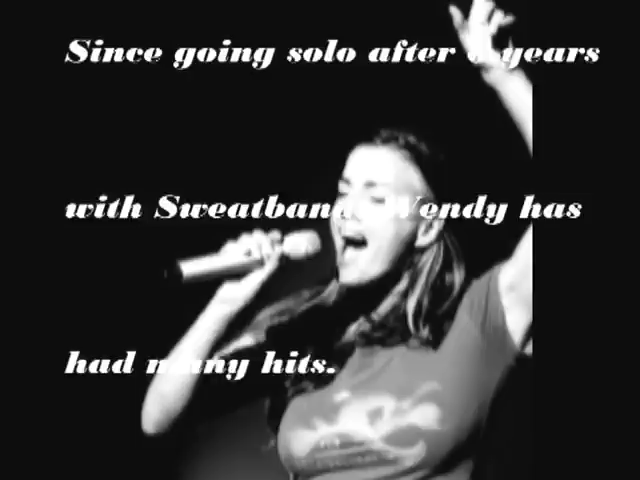 Since going solo after years
with Sweatband, Wendy has
had many hits.